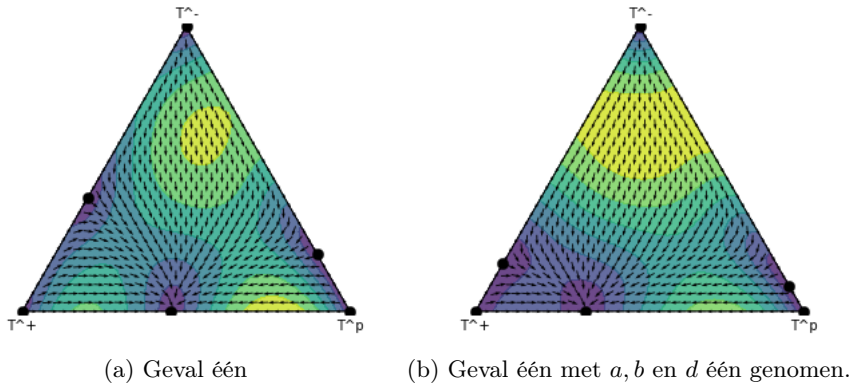 T^-
T^-
T^+
T^p
T^+
T^p
(a) Geval één
(b) Geval één met a, b en d één genomen.